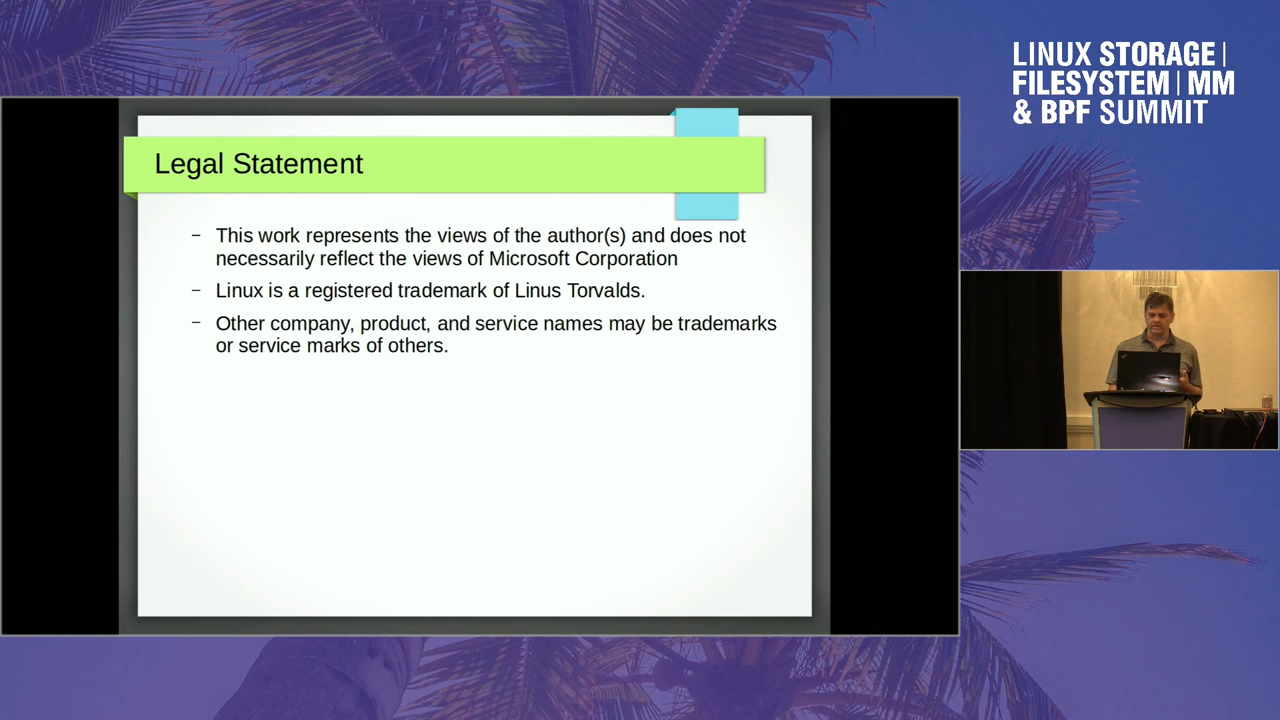 LINUX STORAGE |
FILESYSTEM | MM
& BPF SUMMIT
Legal Statement
– This work represents the views of the author(s) and does not
necessarily reflect the views of Microsoft Corporation
– Linux is a registered trademark of Linus Torvalds.
– Other company, product, and service names may be trademarks
or service marks of others.